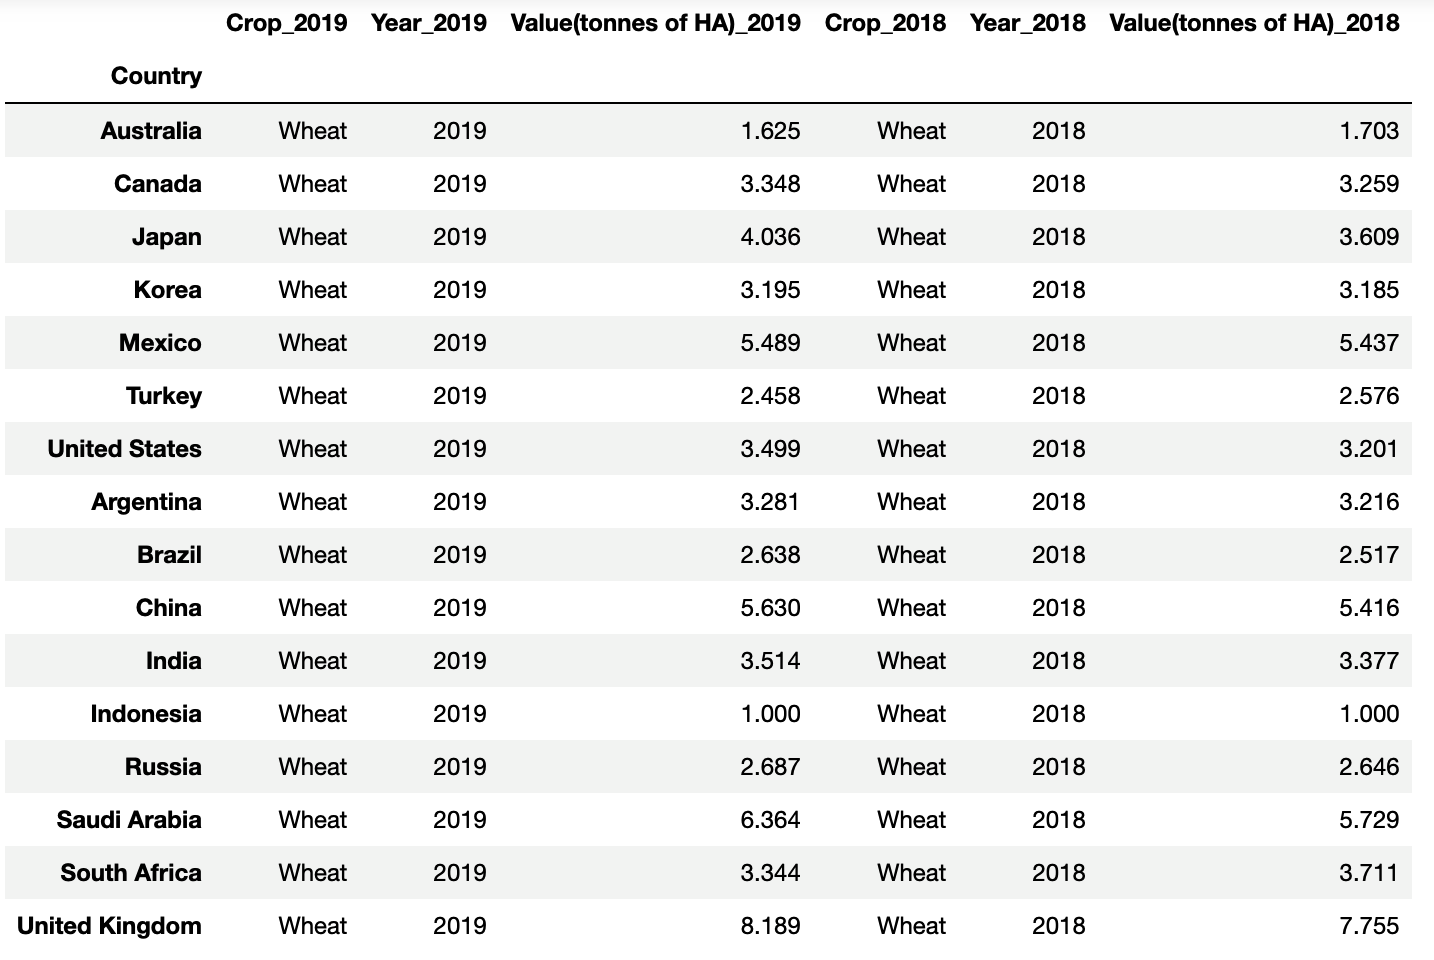 Crop_2019 Year_2019 Value(tonnes of HA)_2019 Crop_2018 Year_2018 Value(tonnes of HA)_2018
Country
Australia Wheat 2019 1.625 Wheat 2018 1.703
Canada Wheat 2019 3.348 Wheat 2018 3.259
Japan Wheat 2019 4.036 Wheat 2018 3.609
Korea Wheat 2019 3.195 Wheat 2018 3.185
Mexico Wheat 2019 5.489 Wheat 2018 5.437
Turkey Wheat 2019 2.458 Wheat 2018 2.576
United States Wheat 2019 3.499 Wheat 2018 3.201
Argentina Wheat 2019 3.281 Wheat 2018 3.216
Brazil Wheat 2019 2.638 Wheat 2018 2.517
China Wheat 2019 5.630 Wheat 2018 5.416
India Wheat 2019 3.514 Wheat 2018 3.377
Indonesia Wheat 2019 1.000 Wheat 2018 1.000
Russia Wheat 2019 2.687 Wheat 2018 2.646
Saudi Arabia Wheat 2019 6.364 Wheat 2018 5.729
South Africa Wheat 2019 3.344 Wheat 2018 3.711
United Kingdom Wheat 2019 8.189 Wheat 2018 7.755